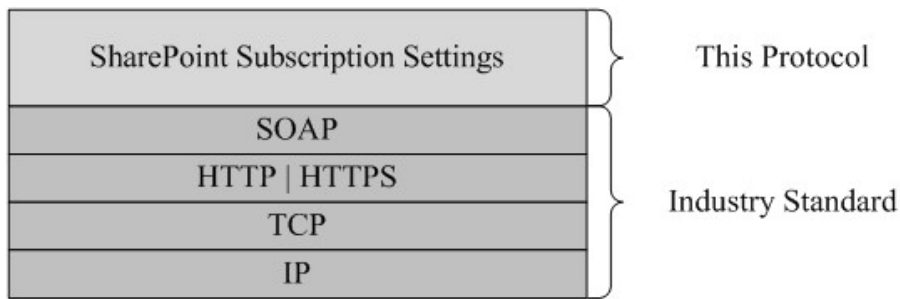 SharePoint Subscription Settings
This Protocol
SOAP
HTTP | HTTPS
TCP
IP
Industry Standard